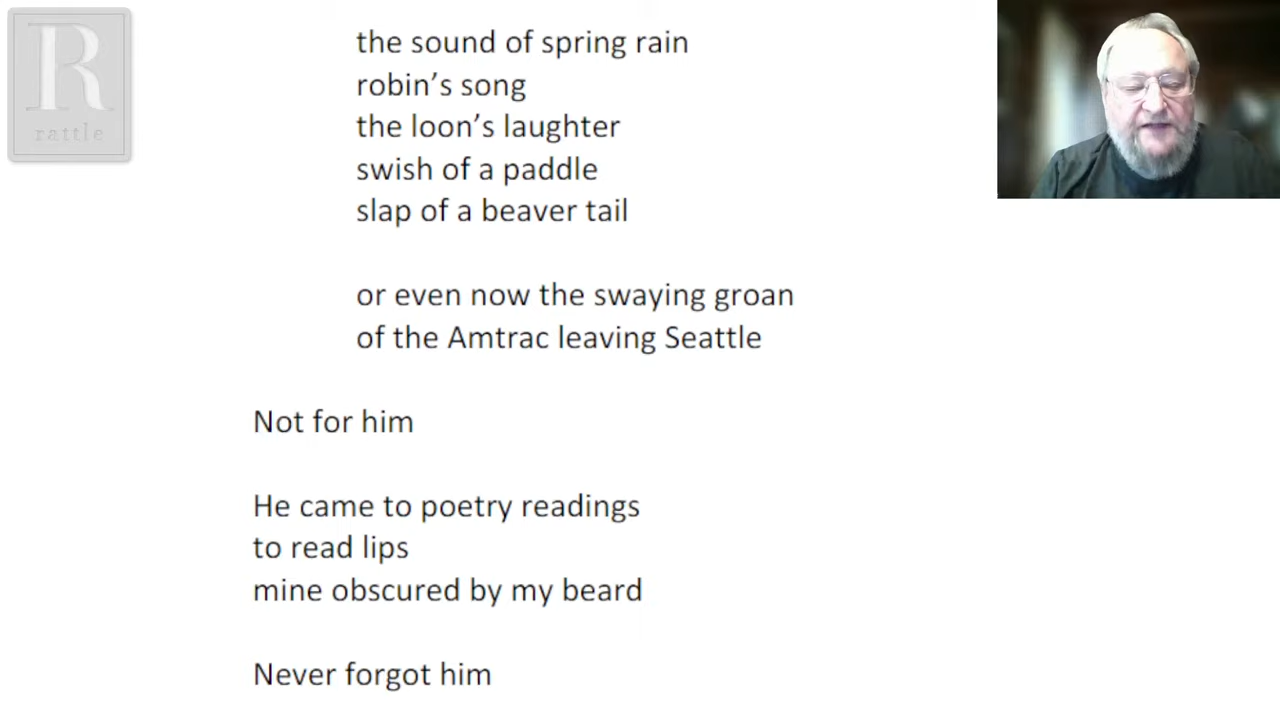 R
rattle
the sound of spring rain
robin’s song
the loon’s laughter
swish of a paddle
slap of a beaver tail
or even now the swaying groan
of the Amtrac leaving Seattle
Not for him
He came to poetry readings
to read lips
mine obscured by my beard
Never forgot him